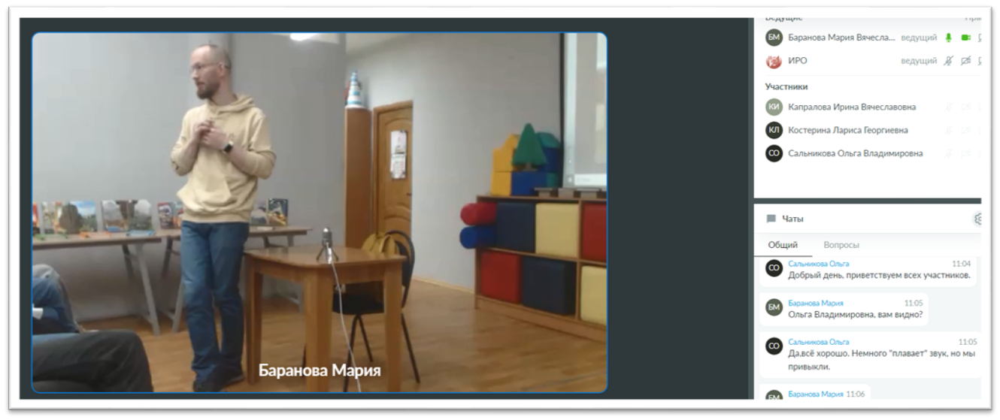 Баранова Мария
Ведущие
БМ Баранова Мария Вячесла... ведущий
ИРО ведущий
Участники
КИ Капралова Ирина Вячеславовна
КЛ Костерина Лариса Георгиевна
СО Сальникова Ольга Владимировна
Чаты
Общий Вопросы
СО Сальникова Ольга 11:04
Добрый день, приветствуем всех участников.
БМ Баранова Мария 11:05
Ольга Владимировна, вам видно?
СО Сальникова Ольга 11:05
Да,всё хорошо. Немного "плавает" звук, но мы
привыкли.
БМ Баранова Мария 11:06